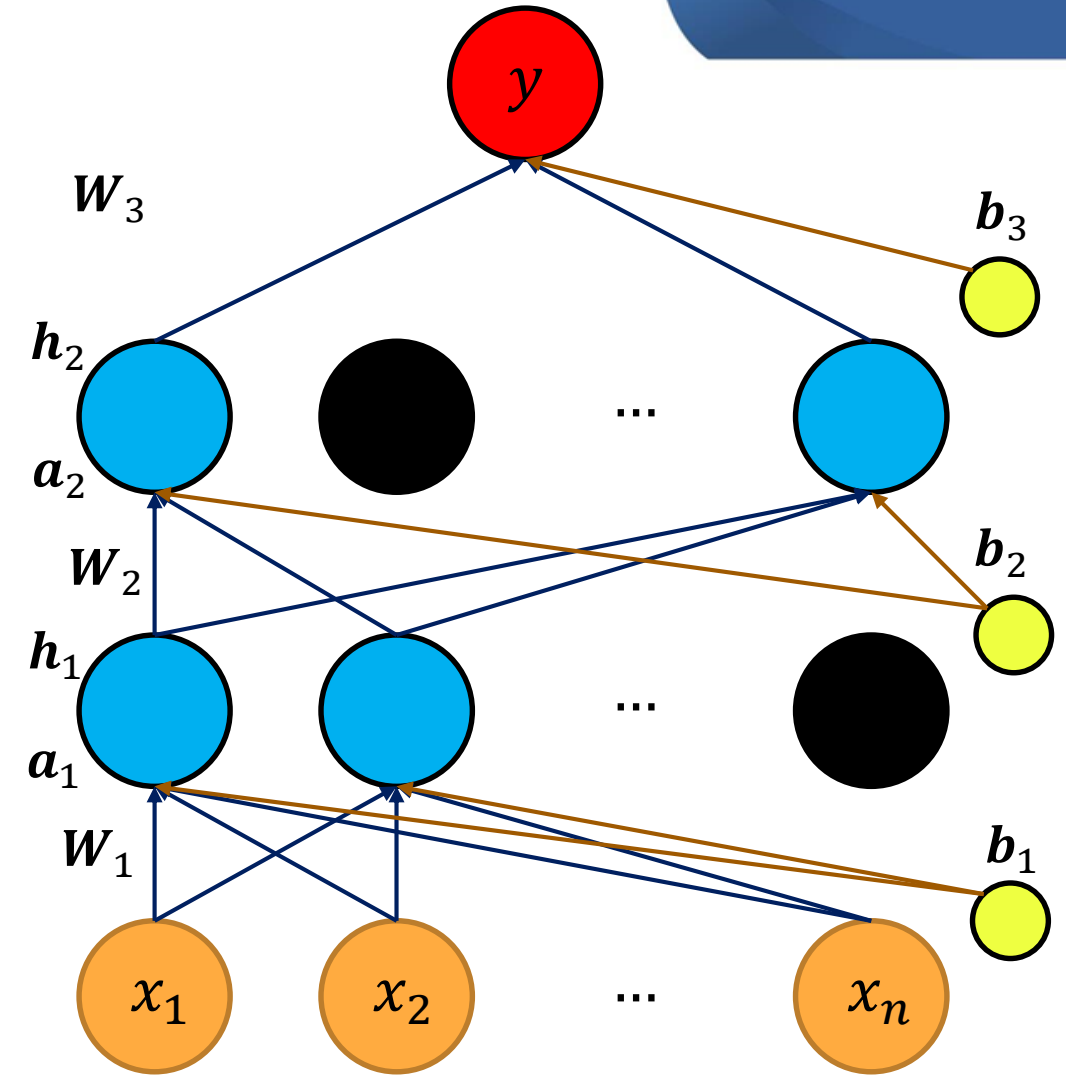 y
W₃
b₃
h₂
...
a₂
W₂
b₂
h₁
...
a₁
W₁
b₁
x₁ x₂ ... xₙ